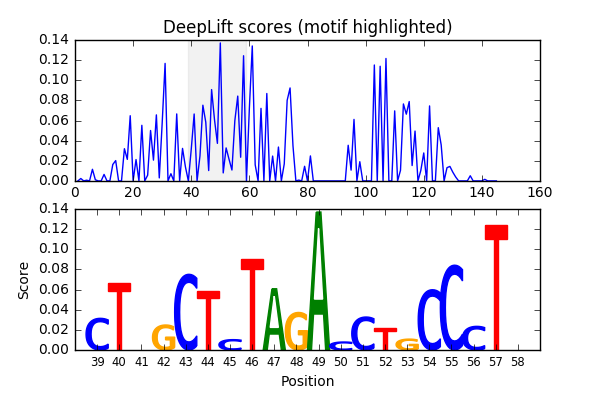 DeepLift scores (motif highlighted)
0.14
0.12
0.10
0.08
0.06
0.04
0.02
0.00
0 20 40 60 80 100 120 140 160
0.14
0.12
0.10
0.08
0.06
0.04
0.02
0.00
Score
CTGCTCTAGACCTGCCCT
39 40 41 42 43 44 45 46 47 48 49 50 51 52 53 54 55 56 57 58
Position